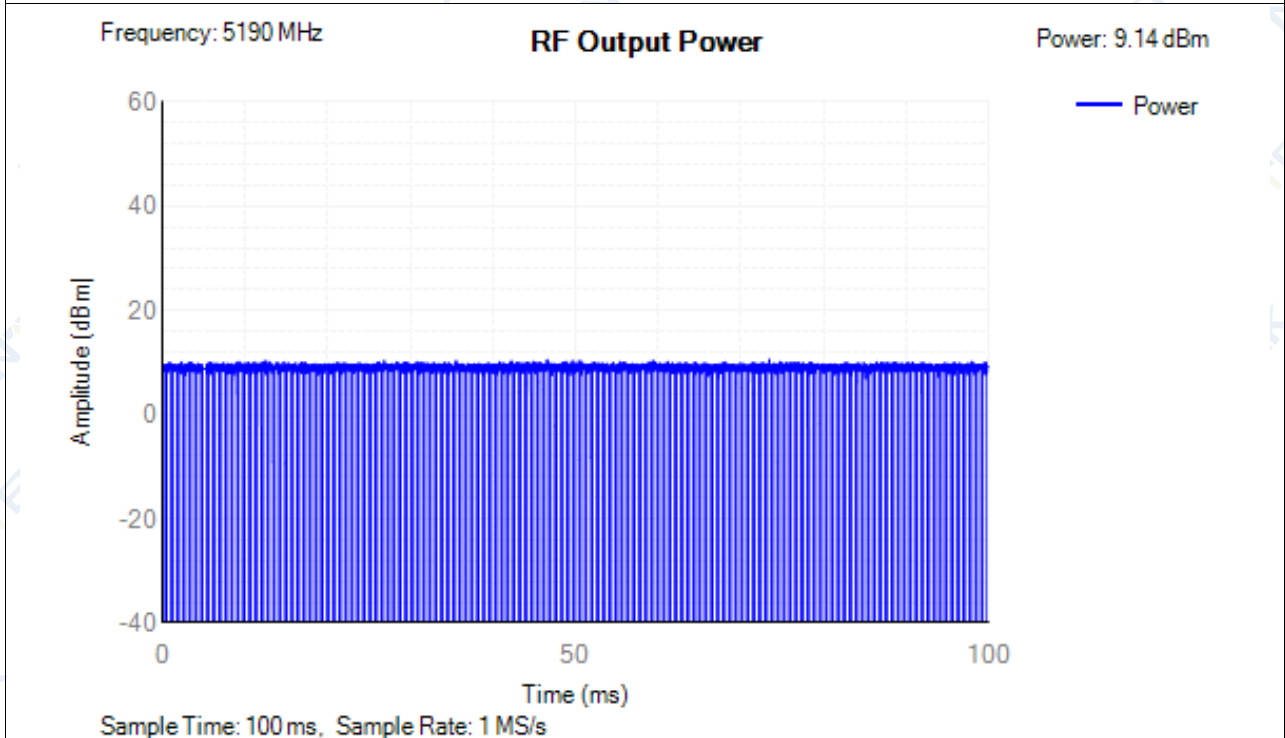 Frequency: 5190 MHz
RF Output Power
Power: 9.14 dBm
Power
60
40
20
0
-20
-40
Amplitude (dBm)
0
50
100
Time (ms)
Sample Time: 100 ms, Sample Rate: 1 MS/s